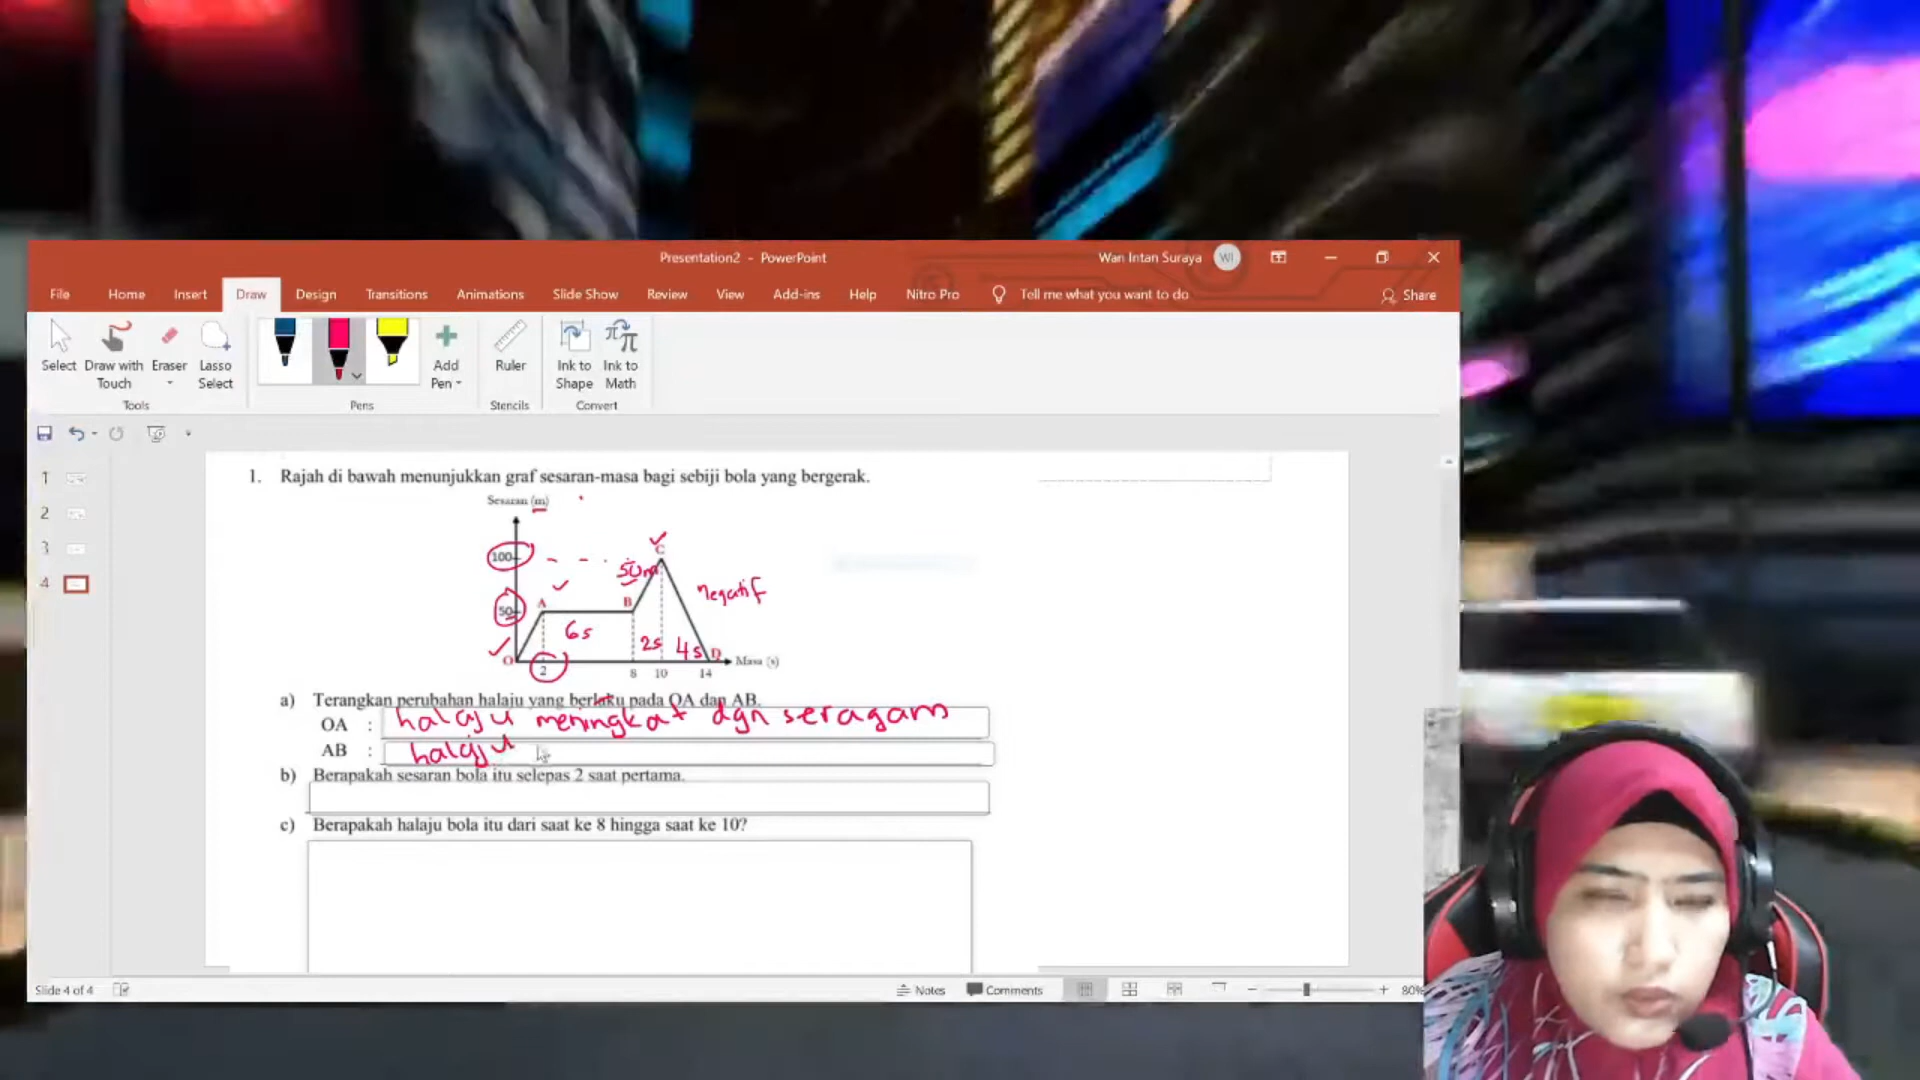 Presentation2 - PowerPoint
Wan Intan Suraya WI
File Home Insert Draw Design Transitions Animations Slide Show Review View Add-ins Help Nitro Pro Tell me what you want to do Share
Select Draw with Touch Eraser Lasso Select Add Pen Ruler Ink to Shape Ink to Math
Tools Pens Stencils Convert
1
2
3
4
1. Rajah di bawah menunjukkan graf sesaran-masa bagi sebiji bola yang bergerak.
Sesaran (m)
100
C
50m
negatif
50
A
B
6s
2s
4s
O
D
Masa (s)
2 8 10 14
a) Terangkan perubahan halaju yang berlaku pada OA dan AB.
OA : halaju meningkat dgn seragam
AB : halaju
b) Berapakah sesaran bola itu selepas 2 saat pertama.
c) Berapakah halaju bola itu dari saat ke 8 hingga saat ke 10?
Slide 4 of 4
Notes Comments
80%